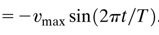 = −v_max sin(2πt/T).